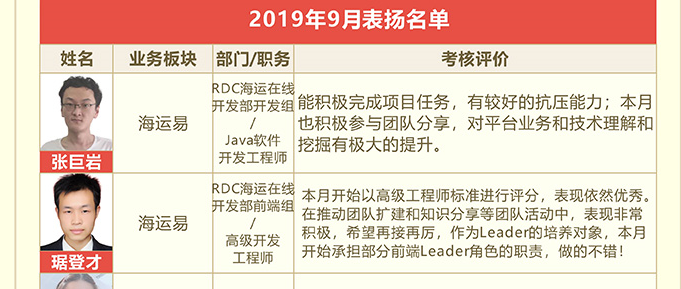 2019年9月表扬名单
姓名 业务板块 部门/职务 考核评价
张巨岩
海运易
RDC海运在线
开发部开发组
/
Java软件
开发工程师
能积极完成项目任务，有较好的抗压能力；本月
也积极参与团队分享，对平台业务和技术理解和
挖掘有极大的提升。
琚登才
海运易
RDC海运在线
开发部前端组
/
高级开发
工程师
本月开始以高级工程师标准进行评分，表现依然优秀。
在推动团队扩建和知识分享等团队活动中，表现非常
积极，希望再接再厉，作为Leader的培养对象，本月
开始承担部分前端Leader角色的职责，做的不错！